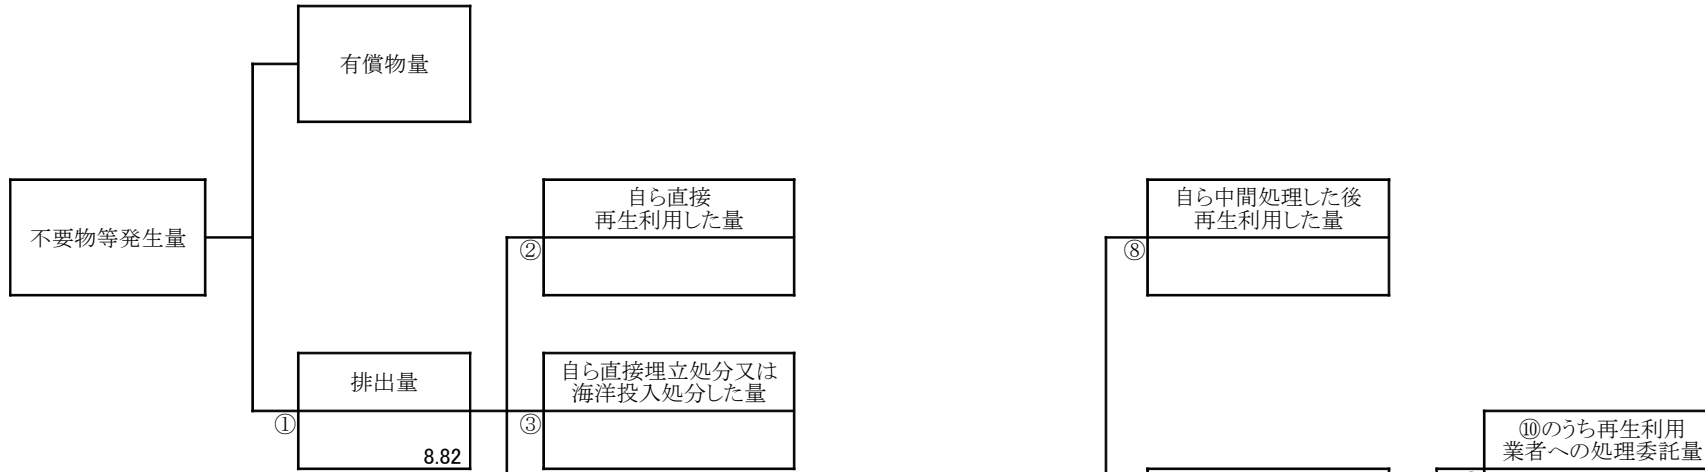 有償物量
不要物等発生量
自ら直接
再生利用した量
②
自ら中間処理した後
再生利用した量
⑧
排出量
①
8.82
自ら直接埋立処分又は
海洋投入処分した量
③
⑩のうち再生利用
業者への処理委託量